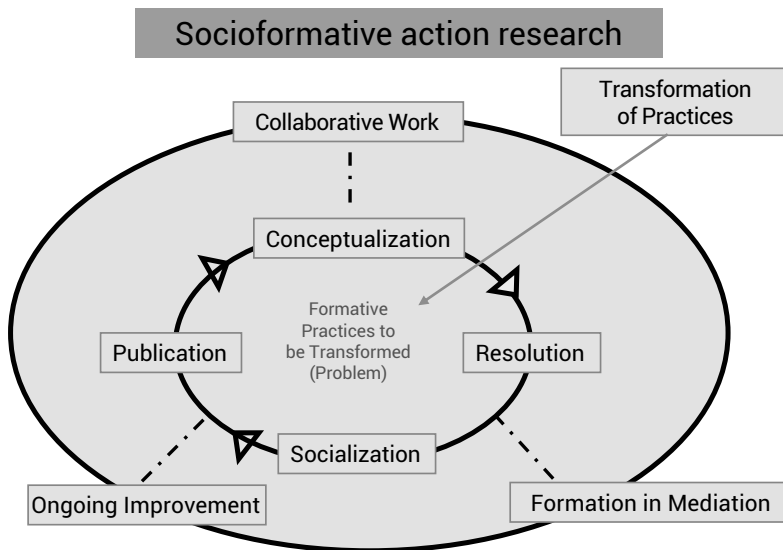 Socioformative action research
Transformation
of Practices
Collaborative Work
Conceptualization
Formative
Practices to
be Transformed
(Problem)
Publication
Resolution
Socialization
Ongoing Improvement
Formation in Mediation